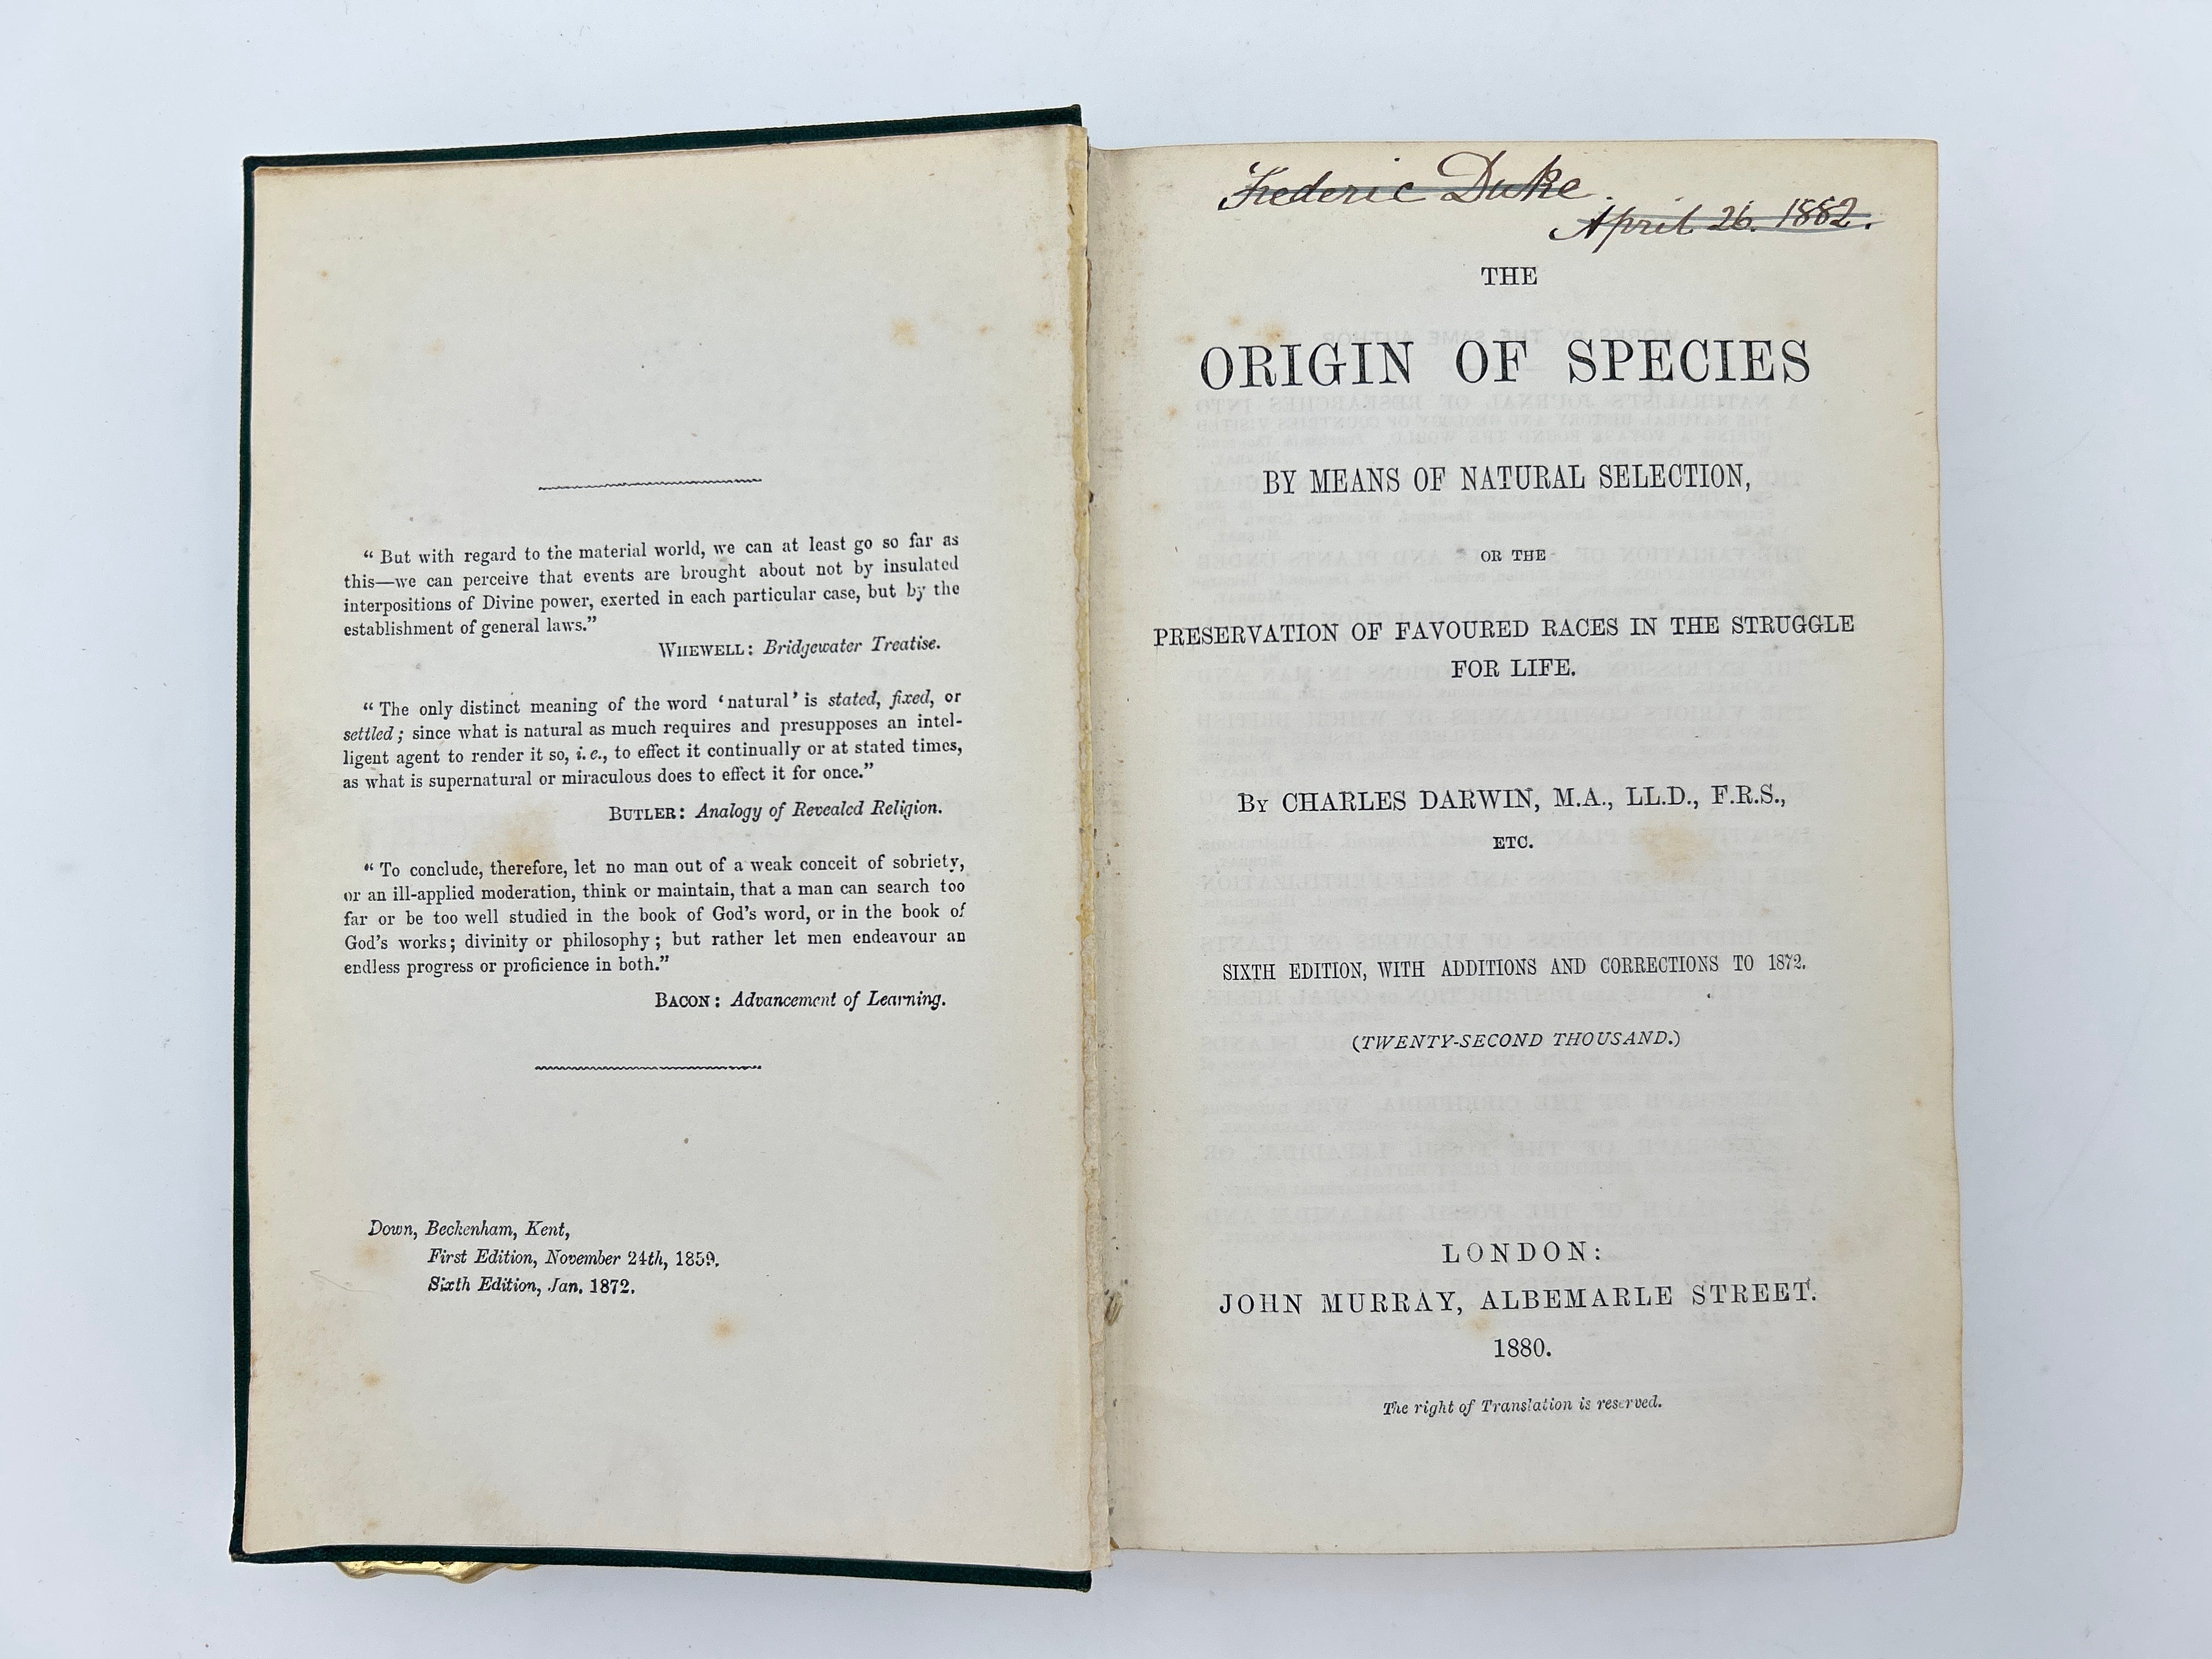 “ But with regard to the material world, we can at least go so far as
this—we can perceive that events are brought about not by insulated
interpositions of Divine power, exerted in each particular case, but by the
establishment of general laws.”
WHEWELL: Bridgewater Treatise.
“ The only distinct meaning of the word ‘natural’ is stated, fixed, or
settled; since what is natural as much requires and presupposes an intel-
ligent agent to render it so, i.e., to effect it continually or at stated times,
as what is supernatural or miraculous does to effect it for once.”
BUTLER: Analogy of Revealed Religion.
“ To conclude, therefore, let no man out of a weak conceit of sobriety,
or an ill-applied moderation, think or maintain, that a man can search too
far or be too well studied in the book of God’s word, or in the book of
God’s works; divinity or philosophy; but rather let men endeavour an
endless progress or proficience in both.”
BACON: Advancement of Learning.
Down, Beckenham, Kent,
First Edition, November 24th, 1859.
Sixth Edition, Jan. 1872.
Frederic Duke.
April 26. 1882.
THE
ORIGIN OF SPECIES
BY MEANS OF NATURAL SELECTION,
OR THE
PRESERVATION OF FAVOURED RACES IN THE STRUGGLE
FOR LIFE.
BY CHARLES DARWIN, M.A., LL.D., F.R.S.,
ETC.
SIXTH EDITION, WITH ADDITIONS AND CORRECTIONS TO 1872.
(TWENTY-SECOND THOUSAND.)
LONDON:
JOHN MURRAY, ALBEMARLE STREET.
1880.
The right of Translation is reserved.